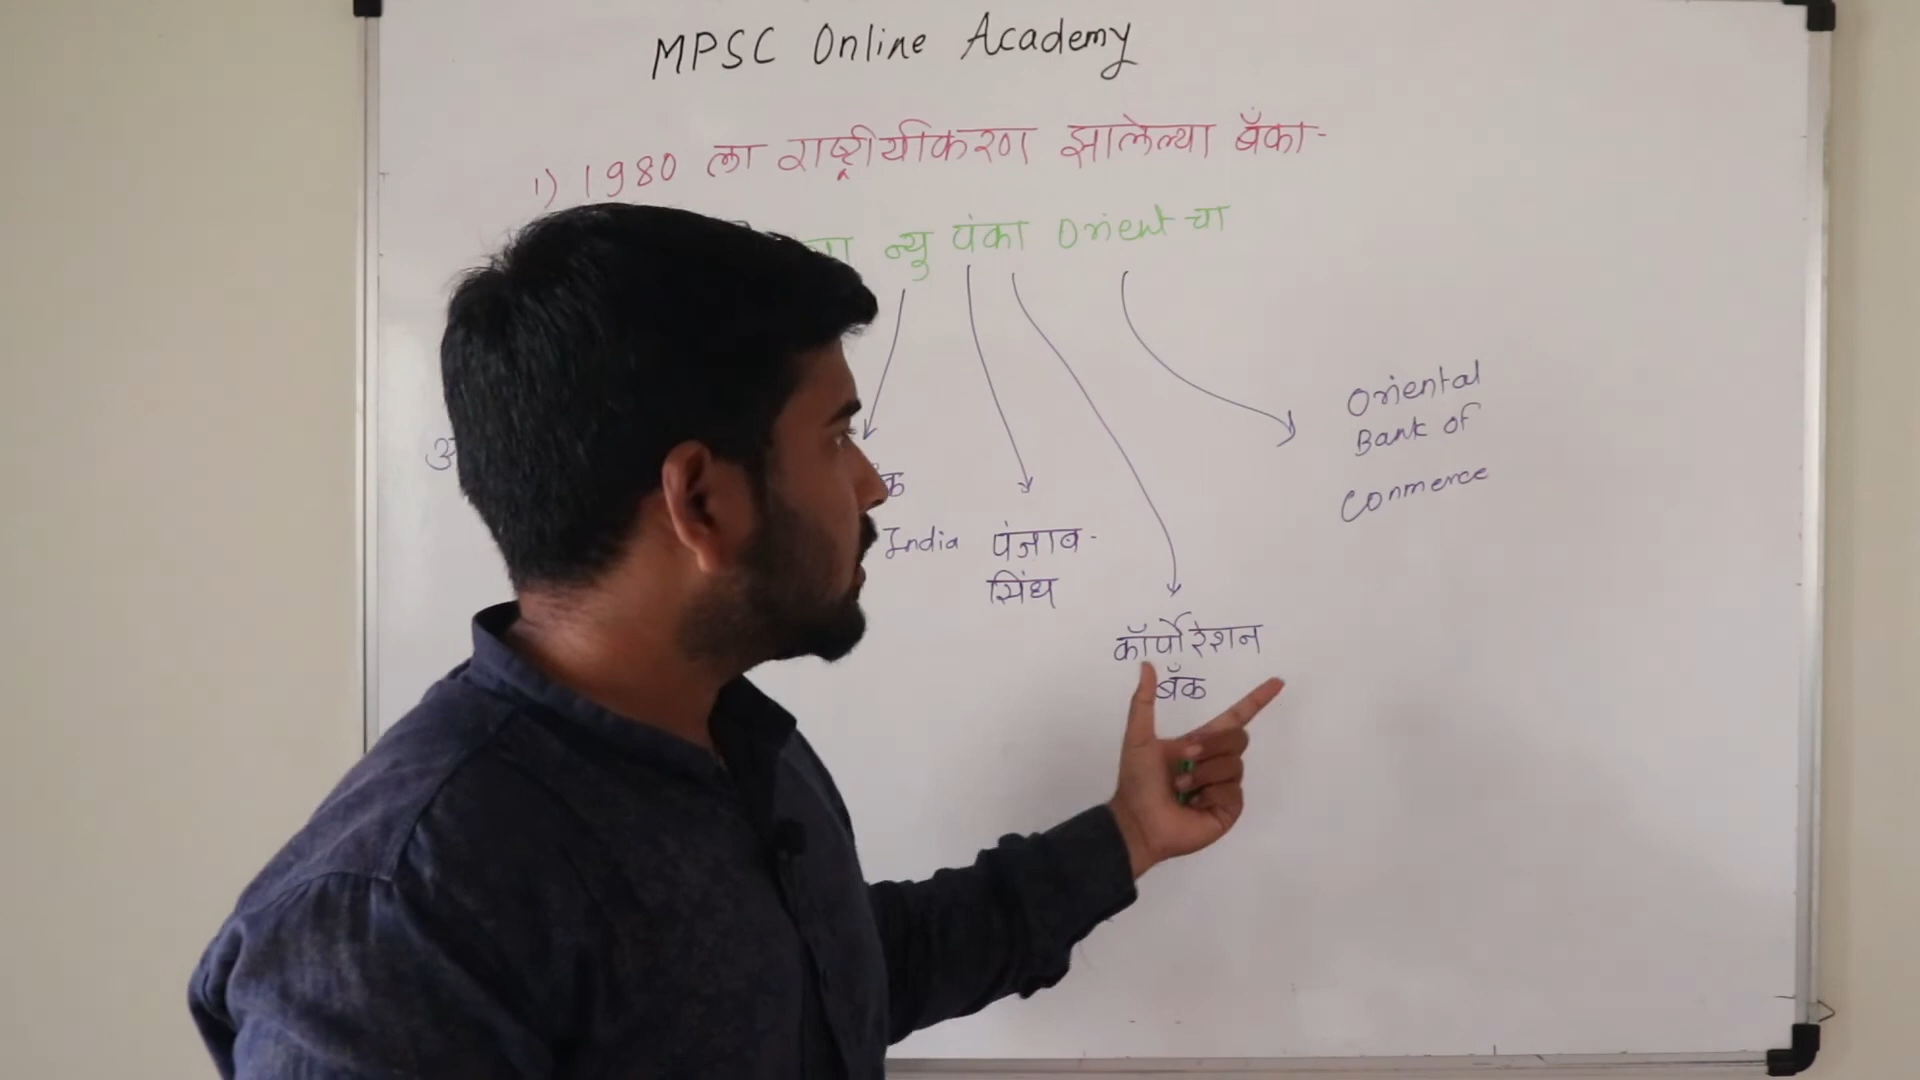 MPSC Online Academy
1) 1980 ला राष्ट्रीयीकरण झालेल्या बँका-
न्यु पंका Orient चा
Oriental
Bank of
Conmerce
India
पंजाब-
सिंध
कॉर्पोरेशन
बँक